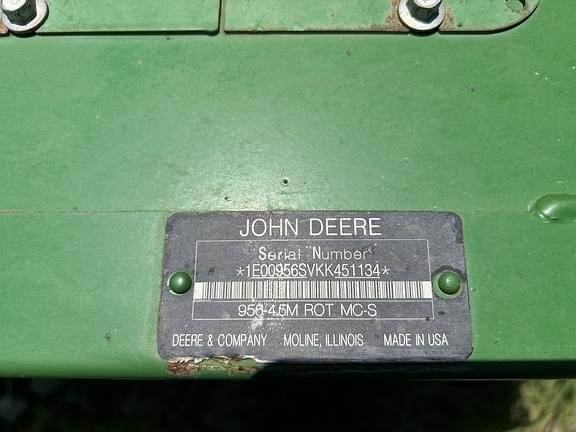 JOHN DEERE
Serial Number
*1E00956SVKK451134*
956-4.5M ROT MC-S
DEERE & COMPANY MOLINE, ILLINOIS MADE IN USA